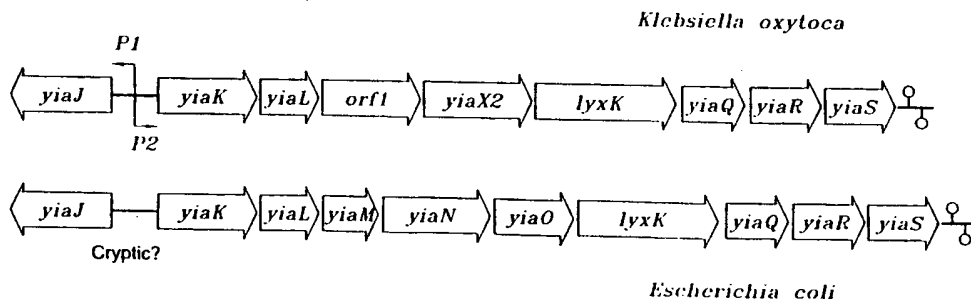 Klebsiella oxytoca
P1
yiaJ yiaK yiaL orf1 yiaX2 lyxK yiaQ yiaR yiaS
P2
yiaJ yiaK yiaL yiaM yiaN yiaO lyxK yiaQ yiaR yiaS
Cryptic?
Escherichia coli